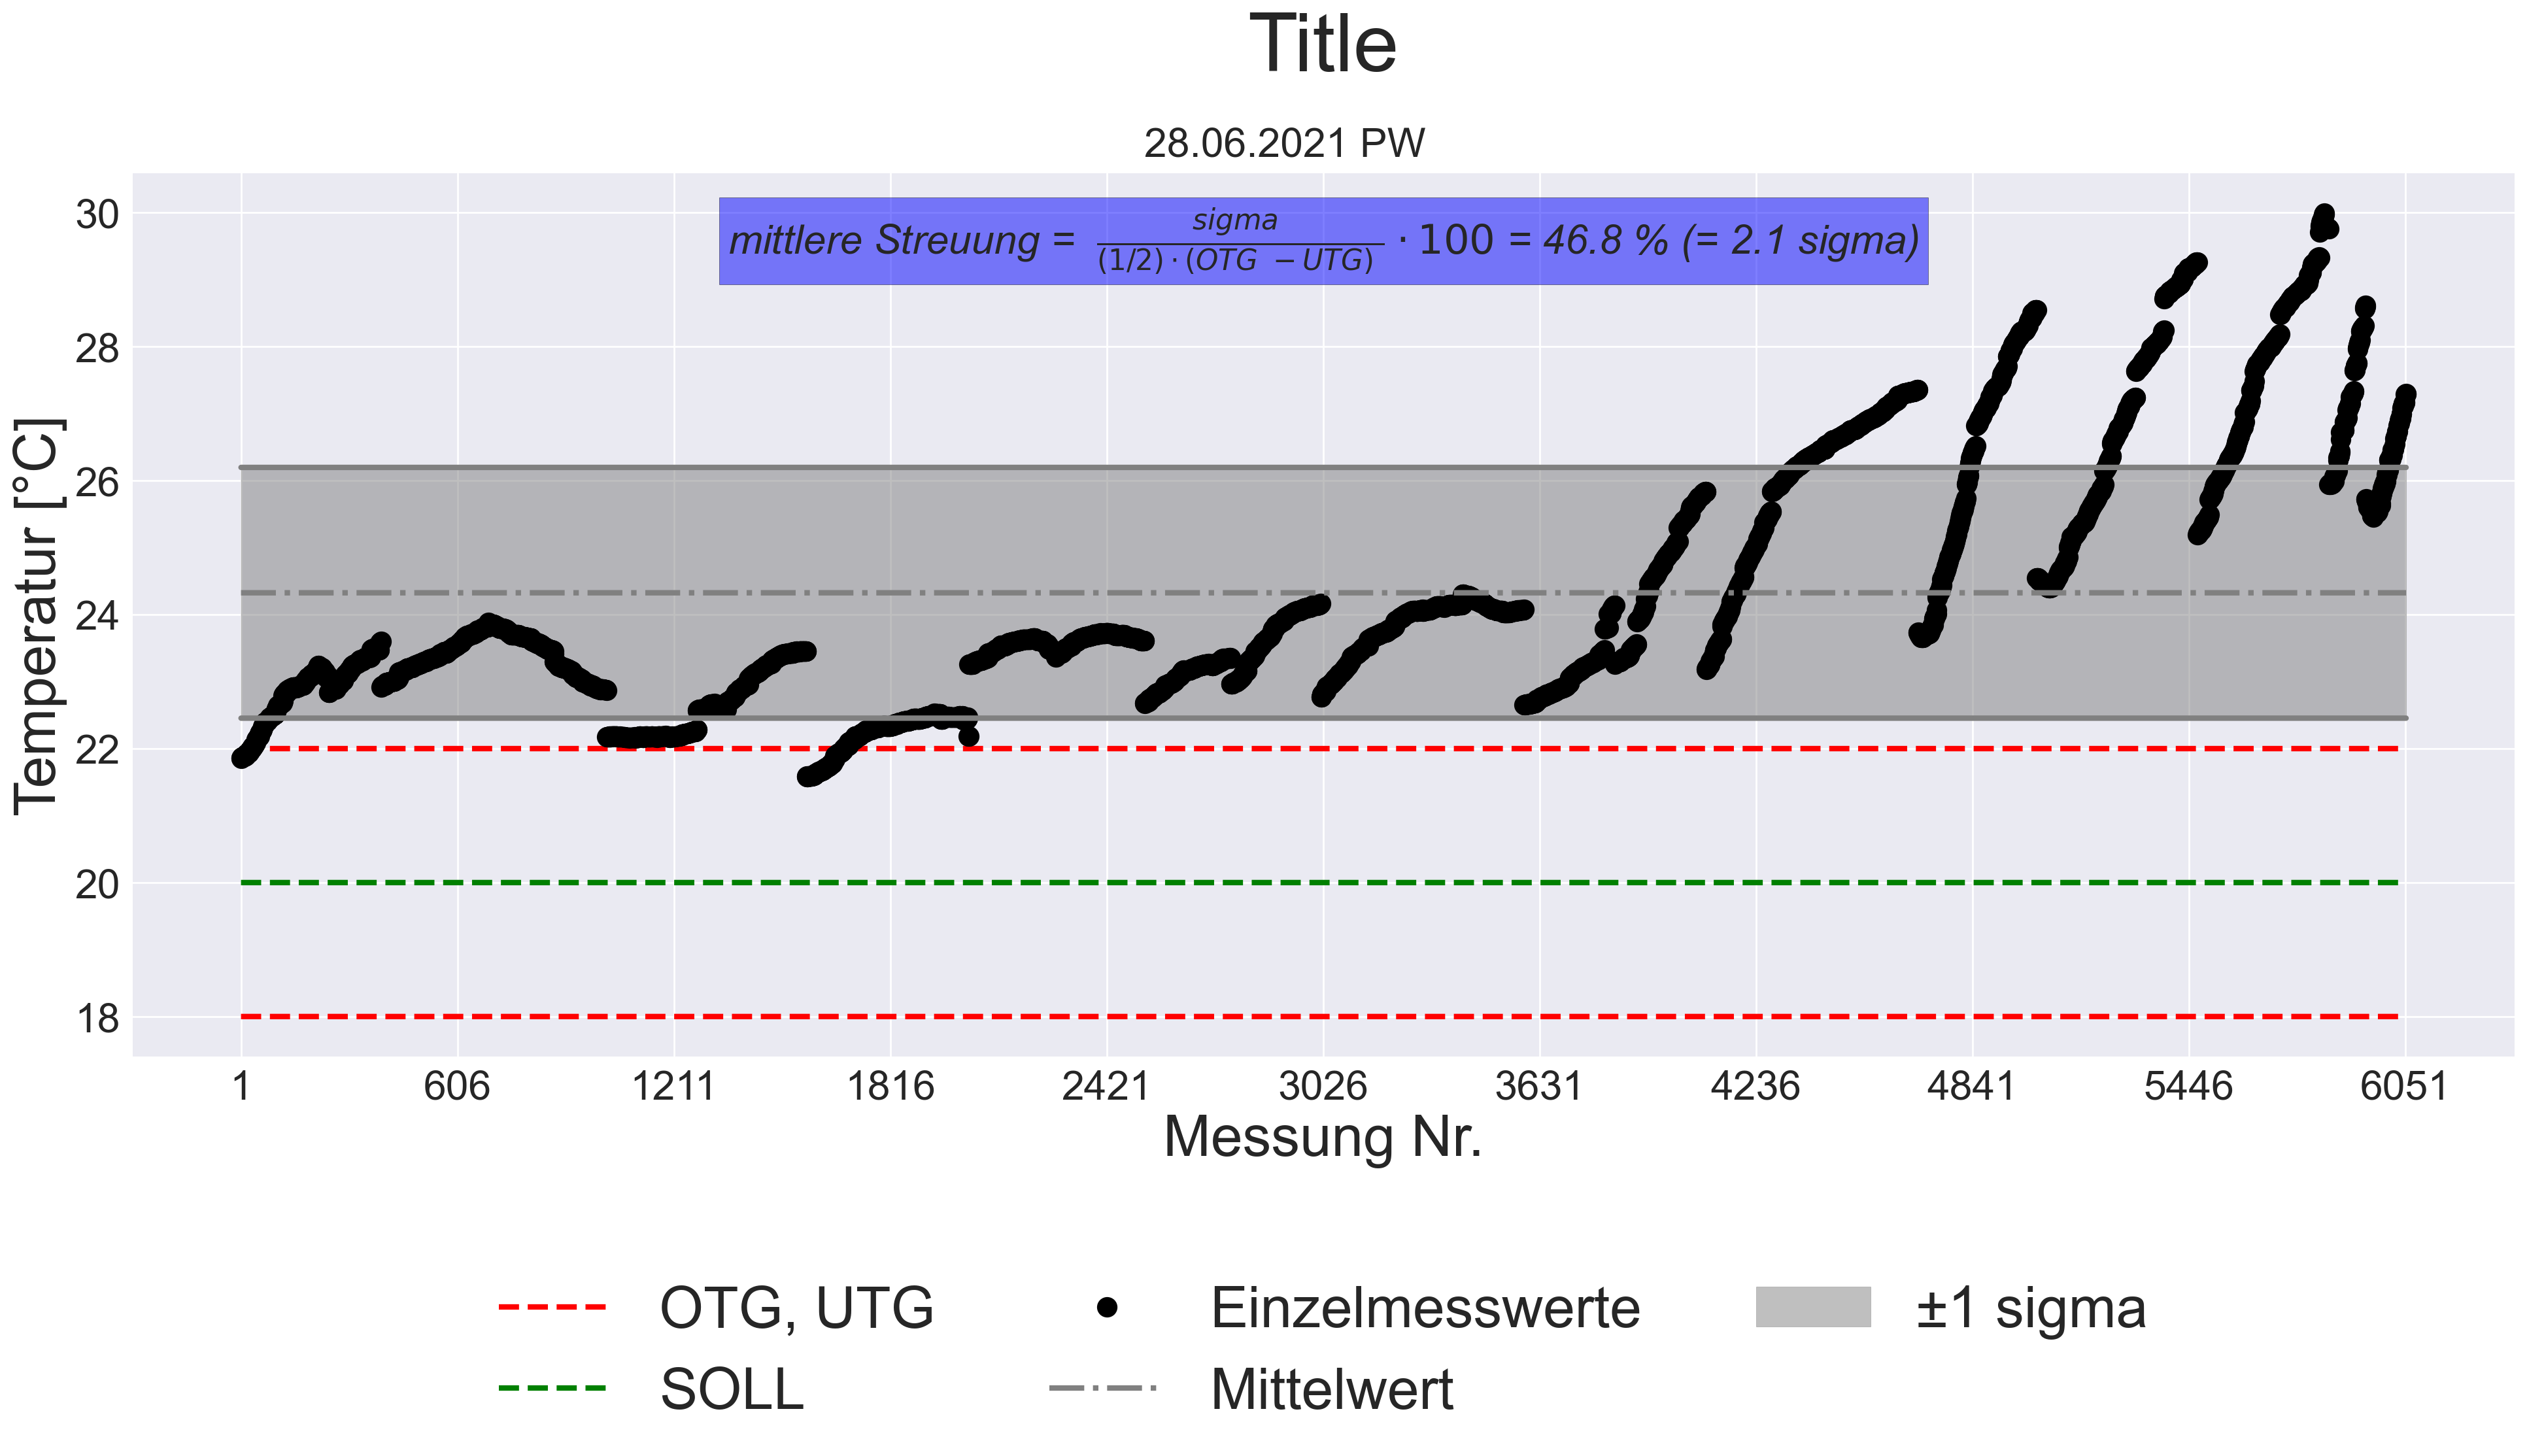 Title
28.06.2021 PW
mittlere Streuung = sigma / (1/2)·(OTG −UTG) · 100 = 46.8 % (= 2.1 sigma)
Temperatur [°C]
30
28
26
24
22
20
18
1 606 1211 1816 2421 3026 3631 4236 4841 5446 6051
Messung Nr.
OTG, UTG Einzelmesswerte ±1 sigma
SOLL Mittelwert